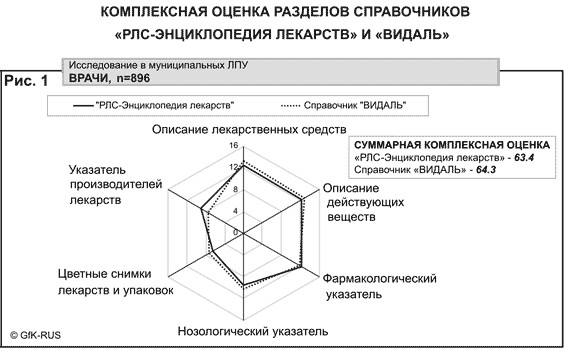 КОМПЛЕКСНАЯ ОЦЕНКА РАЗДЕЛОВ СПРАВОЧНИКОВ
«РЛС-ЭНЦИКЛОПЕДИЯ ЛЕКАРСТВ» И «ВИДАЛЬ»
Исследование в муниципальных ЛПУ
ВРАЧИ, n=896
Рис. 1
"РЛС-Энциклопедия лекарств"
Справочник "ВИДАЛЬ"
Описание лекарственных средств
СУММАРНАЯ КОМПЛЕКСНАЯ ОЦЕНКА
«РЛС-Энциклопедия лекарств» - 63.4
Справочник «ВИДАЛЬ» - 64.3
16
12
8
4
0
Указатель
производителей
лекарств
Описание
действующих
веществ
Цветные снимки
лекарств и упаковок
Фармакологический
указатель
Нозологический указатель
© GfK-RUS